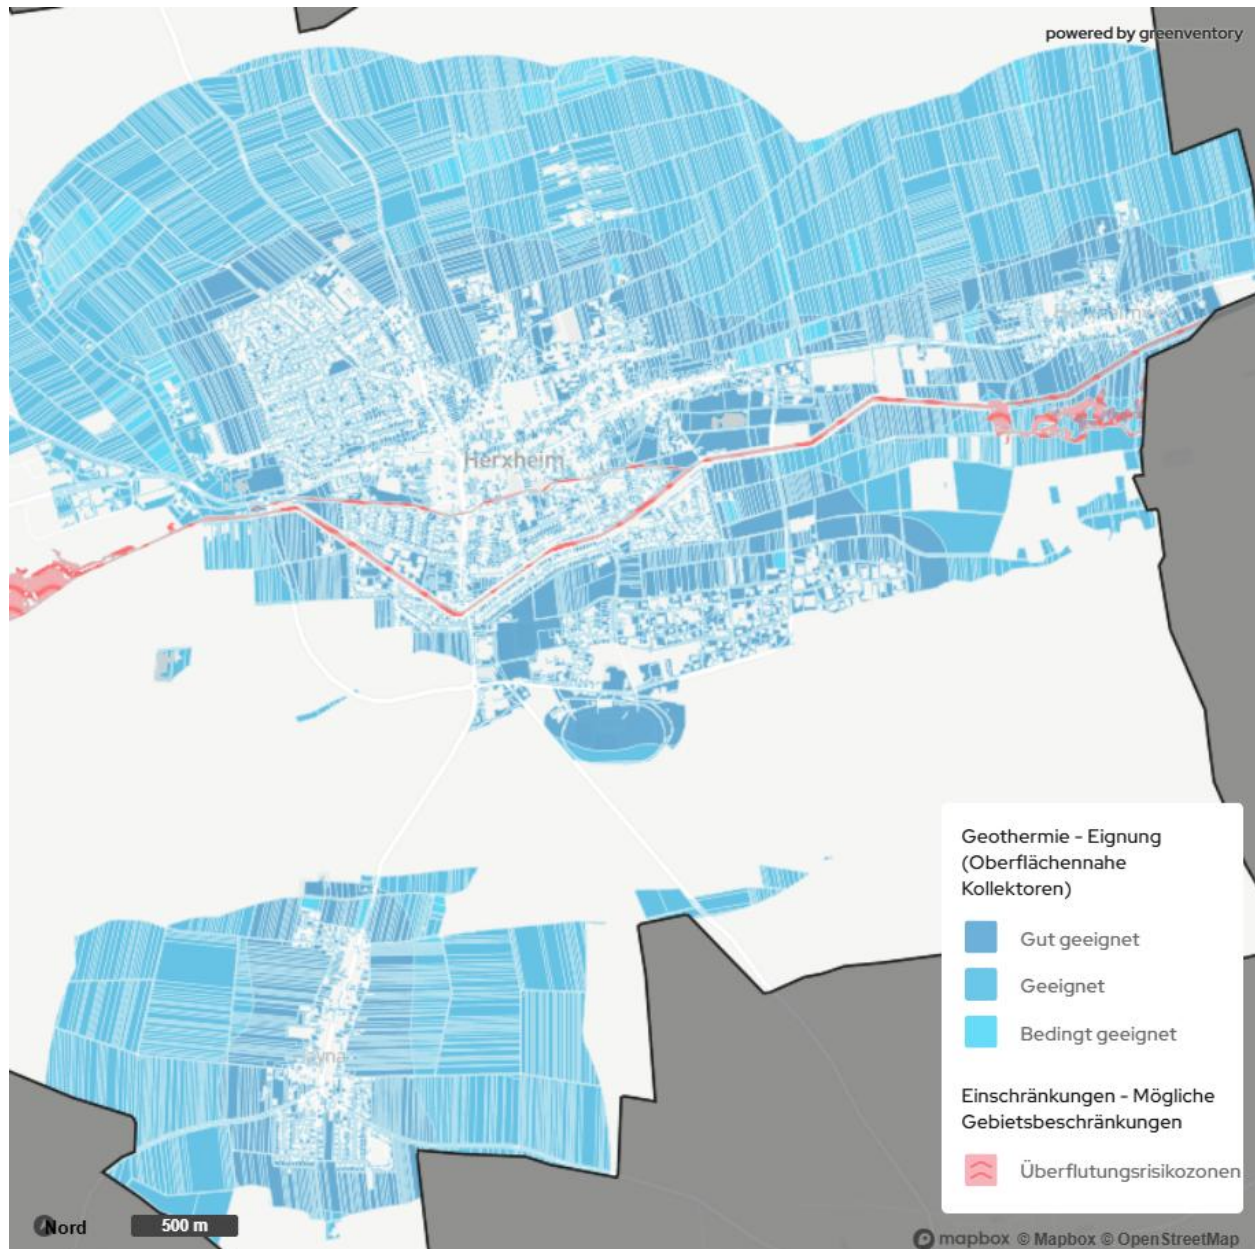 powered by greenventory
Herxheim
Geothermie - Eignung
(Oberflächennahe
Kollektoren)
Gut geeignet
Geeignet
Bedingt geeignet
Einschränkungen - Mögliche
Gebietsbeschränkungen
Überflutungsrisikozonen
Nord
500 m
mapbox © Mapbox © OpenStreetMap